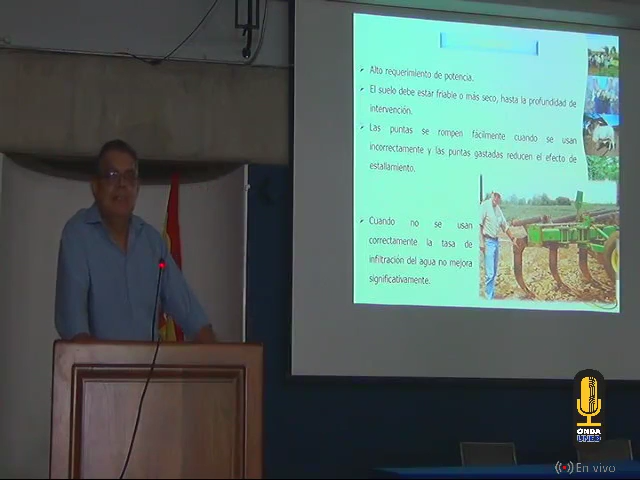 ➢ Alto requerimiento de potencia.
➢ El suele debe estar friable o más seco, hasta la profundidad de
intervención.
➢ Las puntas se rompen fácilmente cuando se usan
incorrectamente y las puntas gastadas reducen el efecto de
estallamiento.
➢ Cuando no se usan
correctamente la tasa de
infiltración del agua no mejora
significativamente.
ONDA
UNED
En vivo